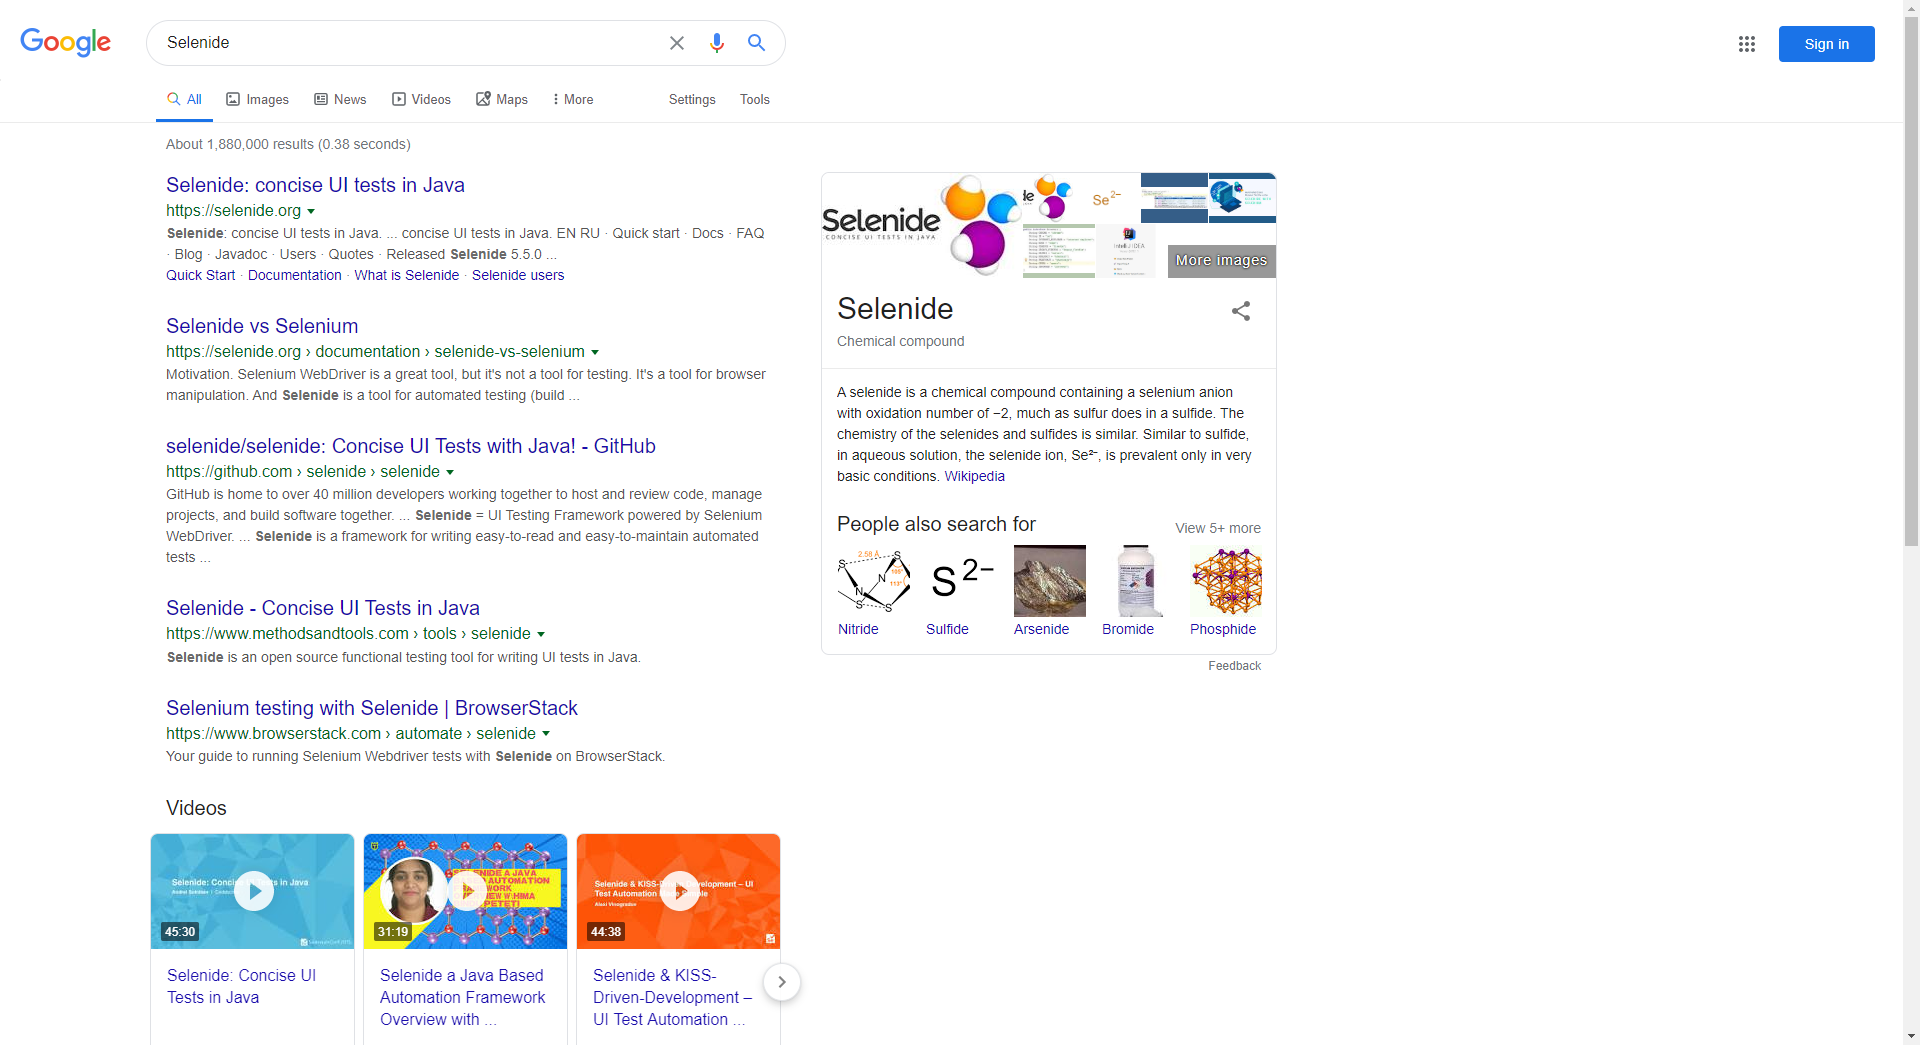 Google
Selenide
Sign in
All
Images
News
Videos
Maps
More
Settings
Tools
About 1,880,000 results (0.38 seconds)
Selenide: concise UI tests in Java
https://selenide.org
Selenide: concise UI tests in Java. ... concise UI tests in Java. EN RU · Quick start · Docs · FAQ
· Blog · Javadoc · Users · Quotes · Released Selenide 5.5.0 ...
Quick Start · Documentation · What is Selenide · Selenide users
Selenide vs Selenium
https://selenide.org › documentation › selenide-vs-selenium
Motivation. Selenium WebDriver is a great tool, but it's not a tool for testing. It's a tool for browser
manipulation. And Selenide is a tool for automated testing (build ...
selenide/selenide: Concise UI Tests with Java! - GitHub
https://github.com › selenide › selenide
GitHub is home to over 40 million developers working together to host and review code, manage
projects, and build software together. ... Selenide = UI Testing Framework powered by Selenium
WebDriver. ... Selenide is a framework for writing easy-to-read and easy-to-maintain automated
tests ...
Selenide - Concise UI Tests in Java
https://www.methodsandtools.com › tools › selenide
Selenide is an open source functional testing tool for writing UI tests in Java.
Selenium testing with Selenide | BrowserStack
https://www.browserstack.com › automate › selenide
Your guide to running Selenium Webdriver tests with Selenide on BrowserStack.
Videos
45:30
Selenide: Concise UI
Tests in Java
31:19
Selenide a Java Based
Automation Framework
Overview with ...
Selenide & KISS-
44:38
Selenide & KISS-
Driven-Development –
UI Test Automation ...
Selenide
CONCISE UI TESTS IN JAVA
Se²⁻
IntelliJ IDEA
More images
Selenide
Chemical compound
A selenide is a chemical compound containing a selenium anion
with oxidation number of −2, much as sulfur does in a sulfide. The
chemistry of the selenides and sulfides is similar. Similar to sulfide,
in aqueous solution, the selenide ion, Se²⁻, is prevalent only in very
basic conditions. Wikipedia
People also search for
View 5+ more
2.58 Å
S
S
N
N
S
S
S²⁻
Nitride
Sulfide
Arsenide
Bromide
Phosphide
Feedback